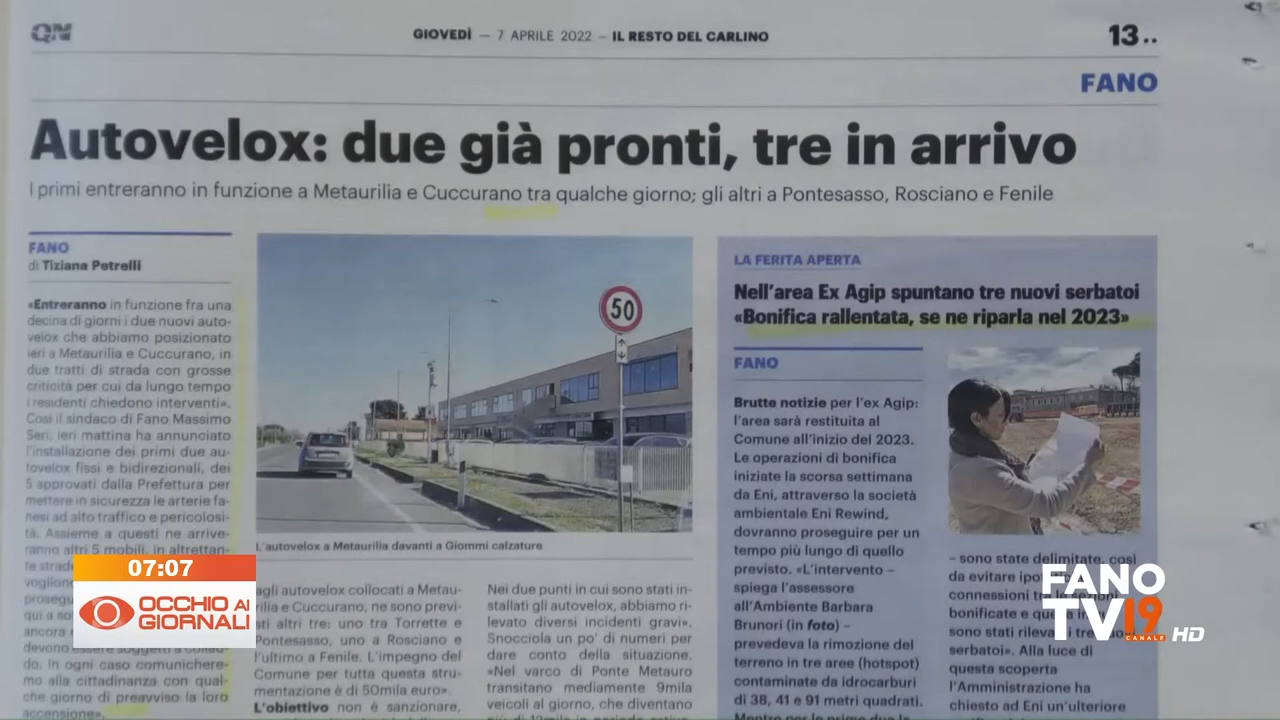 QN
GIOVEDÌ — 7 APRILE 2022 – IL RESTO DEL CARLINO
13..
FANO
Autovelox: due già pronti, tre in arrivo
I primi entreranno in funzione a Metaurilia e Cuccurano tra qualche giorno; gli altri a Pontesasso, Rosciano e Fenile
FANO
di Tiziana Petrelli
«Entreranno in funzione fra una
decina di giorni i due nuovi auto-
velox che abbiamo posizionato
ieri a Metaurilia e Cuccurano, in
due tratti di strada con grosse
criticità per cui da lungo tempo
i residenti chiedono interventi».
Così il sindaco di Fano Massimo
Seri, ieri mattina ha annunciato
l'installazione dei primi due au-
tovelox fissi e bidirezionali, dei
5 approvati dalla Prefettura per
mettere in sicurezza le arterie fa-
nesi ad alto traffico e pericolosi-
tà. Assieme a questi ne arrive-
ranno altri 5 mobili, in altrettan-
te strad
vogliono
prosegu
qui a so
ancora
devono essere soggetti a collau-
do. In ogni caso comunichere-
mo alla cittadinanza con qual-
che giorno di preavviso la loro
accensione».
50
L'autovelox a Metaurilia davanti a Giommi calzature
agli autovelox collocati a Metau-
rilia e Cuccurano, ne sono previ-
sti altri tre: uno a Torrette e
Pontesasso, uno a Rosciano e
l'ultimo a Fenile. L'impegno del
Comune per tutta questa stru-
mentazione è di 50mila euro».
L'obiettivo non è sanzionare,
Nei due punti in cui sono stati in-
stallati gli autovelox, abbiamo ri-
levato diversi incidenti gravi».
Snocciola un po' di numeri per
dare conto della situazione.
«Nel varco di Ponte Metauro
transitano mediamente 9mila
veicoli al giorno, che diventano
LA FERITA APERTA
Nell'area Ex Agip spuntano tre nuovi serbatoi
«Bonifica rallentata, se ne riparla nel 2023»
FANO
Brutte notizie per l'ex Agip:
l'area sarà restituita al
Comune all'inizio del 2023.
Le operazioni di bonifica
iniziate la scorsa settimana
da Eni, attraverso la società
ambientale Eni Rewind,
dovranno proseguire per un
tempo più lungo di quello
previsto. «L'intervento –
spiega l'assessore
all'Ambiente Barbara
Brunori (in foto) –
prevedeva la rimozione del
terreno in tre aree (hotspot)
contaminate da idrocarburi
di 38, 41 e 91 metri quadrati.
– sono state delimitate, così
da evitare
connessioni tra le sezioni
bonificate e
sono stati
serbatoi». Alla luce di
questa scoperta
l'Amministrazione ha
chiesto ad Eni un'ulteriore
07:07
OCCHIO AI
GIORNALI
FANO
TV19
CANALE HD